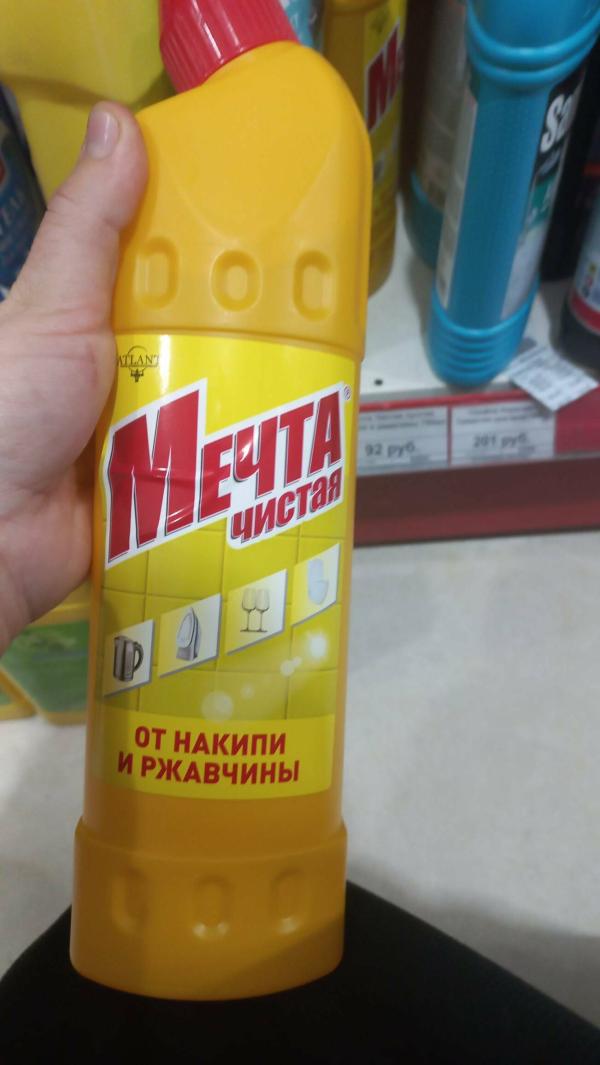 ATLANT
МЕЧТА®
чистая
ОТ НАКИПИ
И РЖАВЧИНЫ
92 руб.
201 руб.